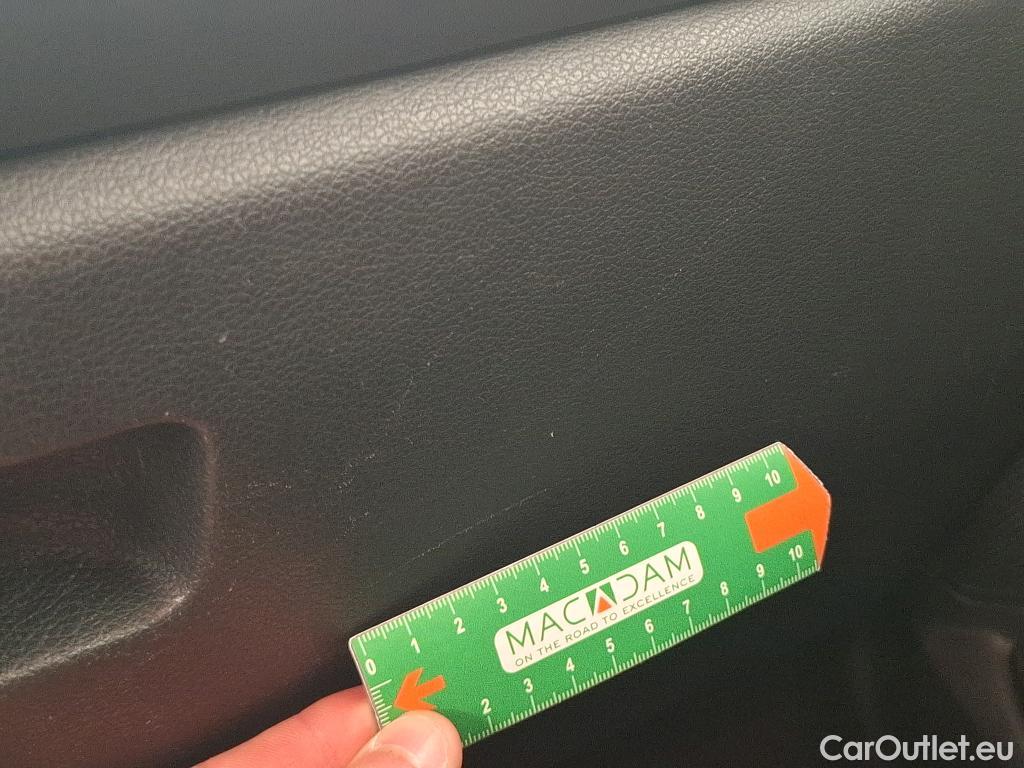 0 1 2 3 4 5 6 7 8 9 10
MACADAM
ON THE ROAD TO EXCELLENCE
2 3 4 5 6 7 8 9 10
CarOutlet.eu